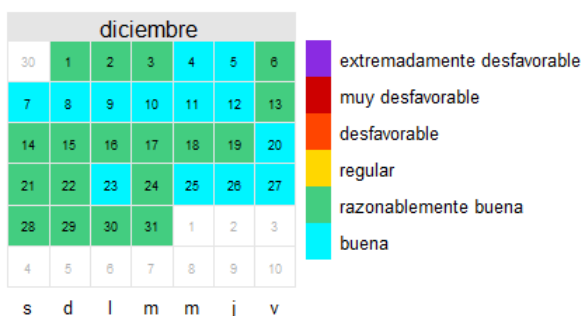 diciembre
30 1 2 3 4 5 6
7 8 9 10 11 12 13
14 15 16 17 18 19 20
21 22 23 24 25 26 27
28 29 30 31 1 2 3
4 5 6 7 8 9 10
s d l m m j v
extremadamente desfavorable
muy desfavorable
desfavorable
regular
razonablemente buena
buena